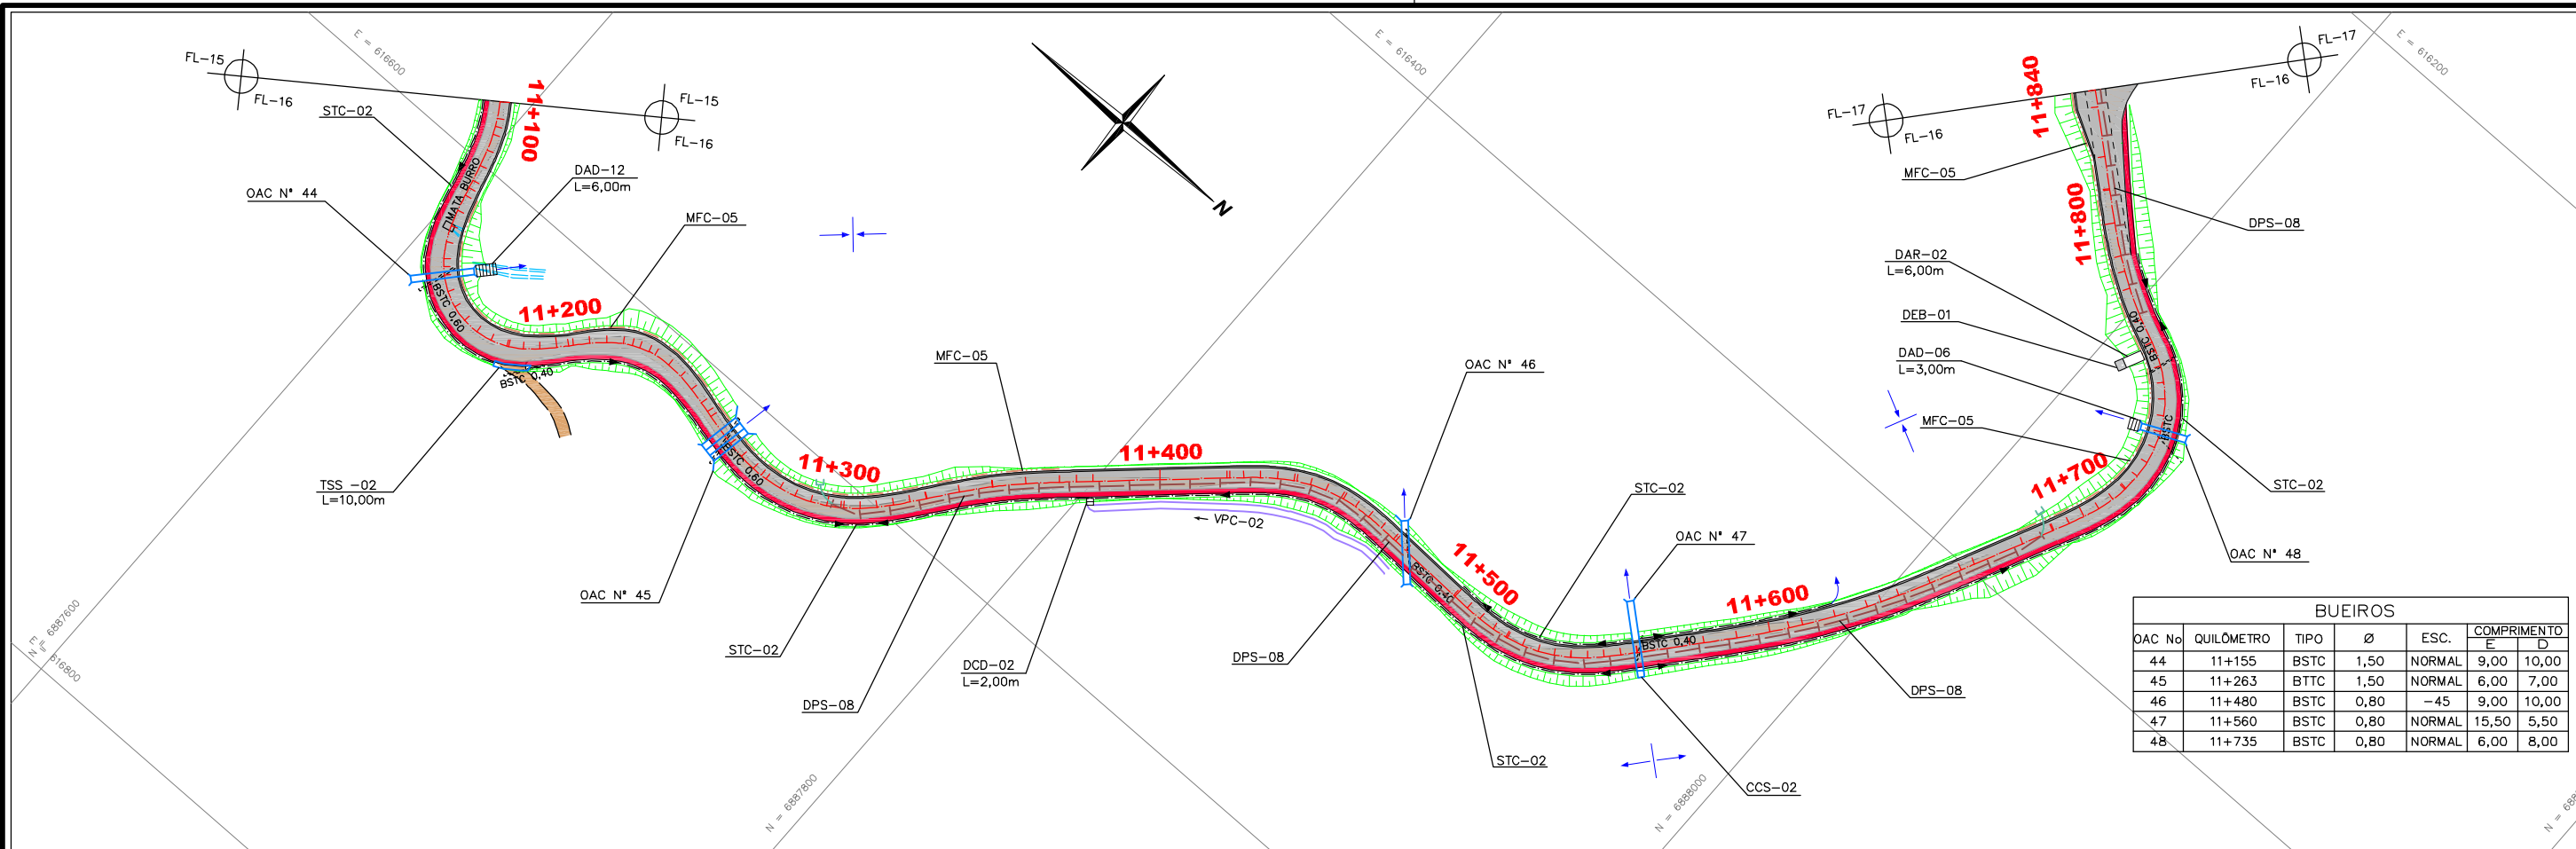 FL-15
FL-16
E = 616600
FL-15
FL-16
11+100
STC-02
MATA BURRO
DAD-12
L=6,00m
OAC N° 44
MFC-05
BSTC 0,60
11+200
BSTC 0,40
TSS -02
L=10,00m
E = 6887600
N = 616800
OAC N° 45
BSTC 0,60
11+300
STC-02
DPS-08
MFC-05
DCD-02
L=2,00m
11+400
VPC-02
N
E = 616400
OAC N° 46
DPS-08
BSTC 0,40
11+500
STC-02
STC-02
OAC N° 47
BSTC 0,40
11+600
CCS-02
DPS-08
N = 6887800
N = 6888000
11+700
FL-17
FL-16
11+840
FL-17
FL-16
E = 616200
MFC-05
11+800
DPS-08
DAR-02
L=6,00m
DEB-01
DAD-06
L=3,00m
MFC-05
BSTC 0,40
BSTC
STC-02
OAC N° 48
BUEIROS
OAC No QUILÔMETRO TIPO Ø ESC. COMPRIMENTO
E D
44 11+155 BSTC 1,50 NORMAL 9,00 10,00
45 11+263 BTTC 1,50 NORMAL 6,00 7,00
46 11+480 BSTC 0,80 -45 9,00 10,00
47 11+560 BSTC 0,80 NORMAL 15,50 5,50
48 11+735 BSTC 0,80 NORMAL 6,00 8,00